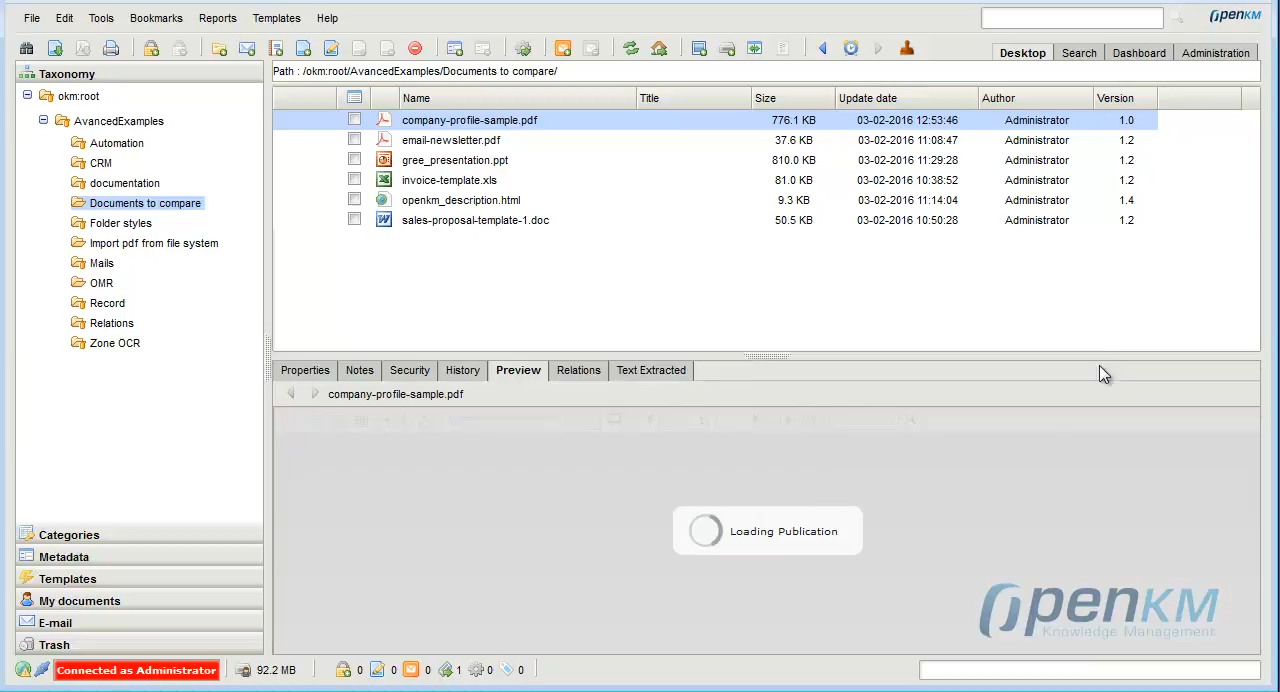 File Edit Tools Bookmarks Reports Templates Help
OPENKM
Desktop Search Dashboard Administration
Taxonomy
Path : /okm:root/AvancedExamples/Documents to compare/
okm:root
AvancedExamples
Automation
CRM
documentation
Documents to compare
Folder styles
Import pdf from file system
Mails
OMR
Record
Relations
Zone OCR
Name Title Size Update date Author Version
company-profile-sample.pdf 776.1 KB 03-02-2016 12:53:46 Administrator 1.0
email-newsletter.pdf 37.6 KB 03-02-2016 11:08:47 Administrator 1.2
gree_presentation.ppt 810.0 KB 03-02-2016 11:29:28 Administrator 1.2
invoice-template.xls 81.0 KB 03-02-2016 10:38:52 Administrator 1.2
openkm_description.html 9.3 KB 03-02-2016 11:14:04 Administrator 1.4
sales-proposal-template-1.doc 50.5 KB 03-02-2016 10:50:28 Administrator 1.2
Properties Notes Security History Preview Relations Text Extracted
company-profile-sample.pdf
Loading Publication
OPENKM
Knowledge Management
Categories
Metadata
Templates
My documents
E-mail
Trash
Connected as Administrator 92.2 MB 0 0 0 1 0 0